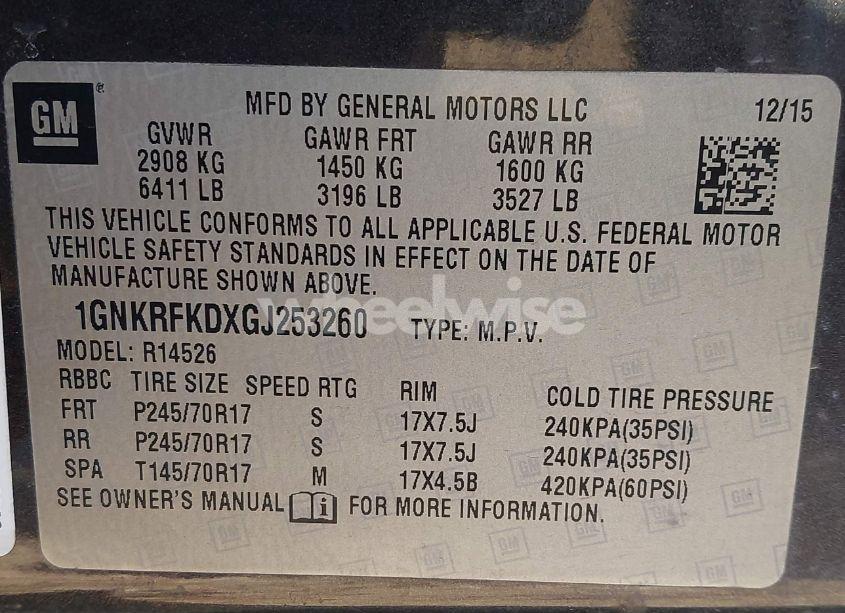 GM
MFD BY GENERAL MOTORS LLC 12/15
GVWR GAWR FRT GAWR RR
2908 KG 1450 KG 1600 KG
6411 LB 3196 LB 3527 LB
THIS VEHICLE CONFORMS TO ALL APPLICABLE U.S. FEDERAL MOTOR
VEHICLE SAFETY STANDARDS IN EFFECT ON THE DATE OF
MANUFACTURE SHOWN ABOVE.
wheelwise
1GNKRFKDXGJ253260 TYPE: M.P.V.
MODEL: R14526
RBBC TIRE SIZE SPEED RTG RIM COLD TIRE PRESSURE
FRT P245/70R17 S 17X7.5J 240KPA(35PSI)
RR P245/70R17 S 17X7.5J 240KPA(35PSI)
SPA T145/70R17 M 17X4.5B 420KPA(60PSI)
SEE OWNER'S MANUAL FOR MORE INFORMATION.